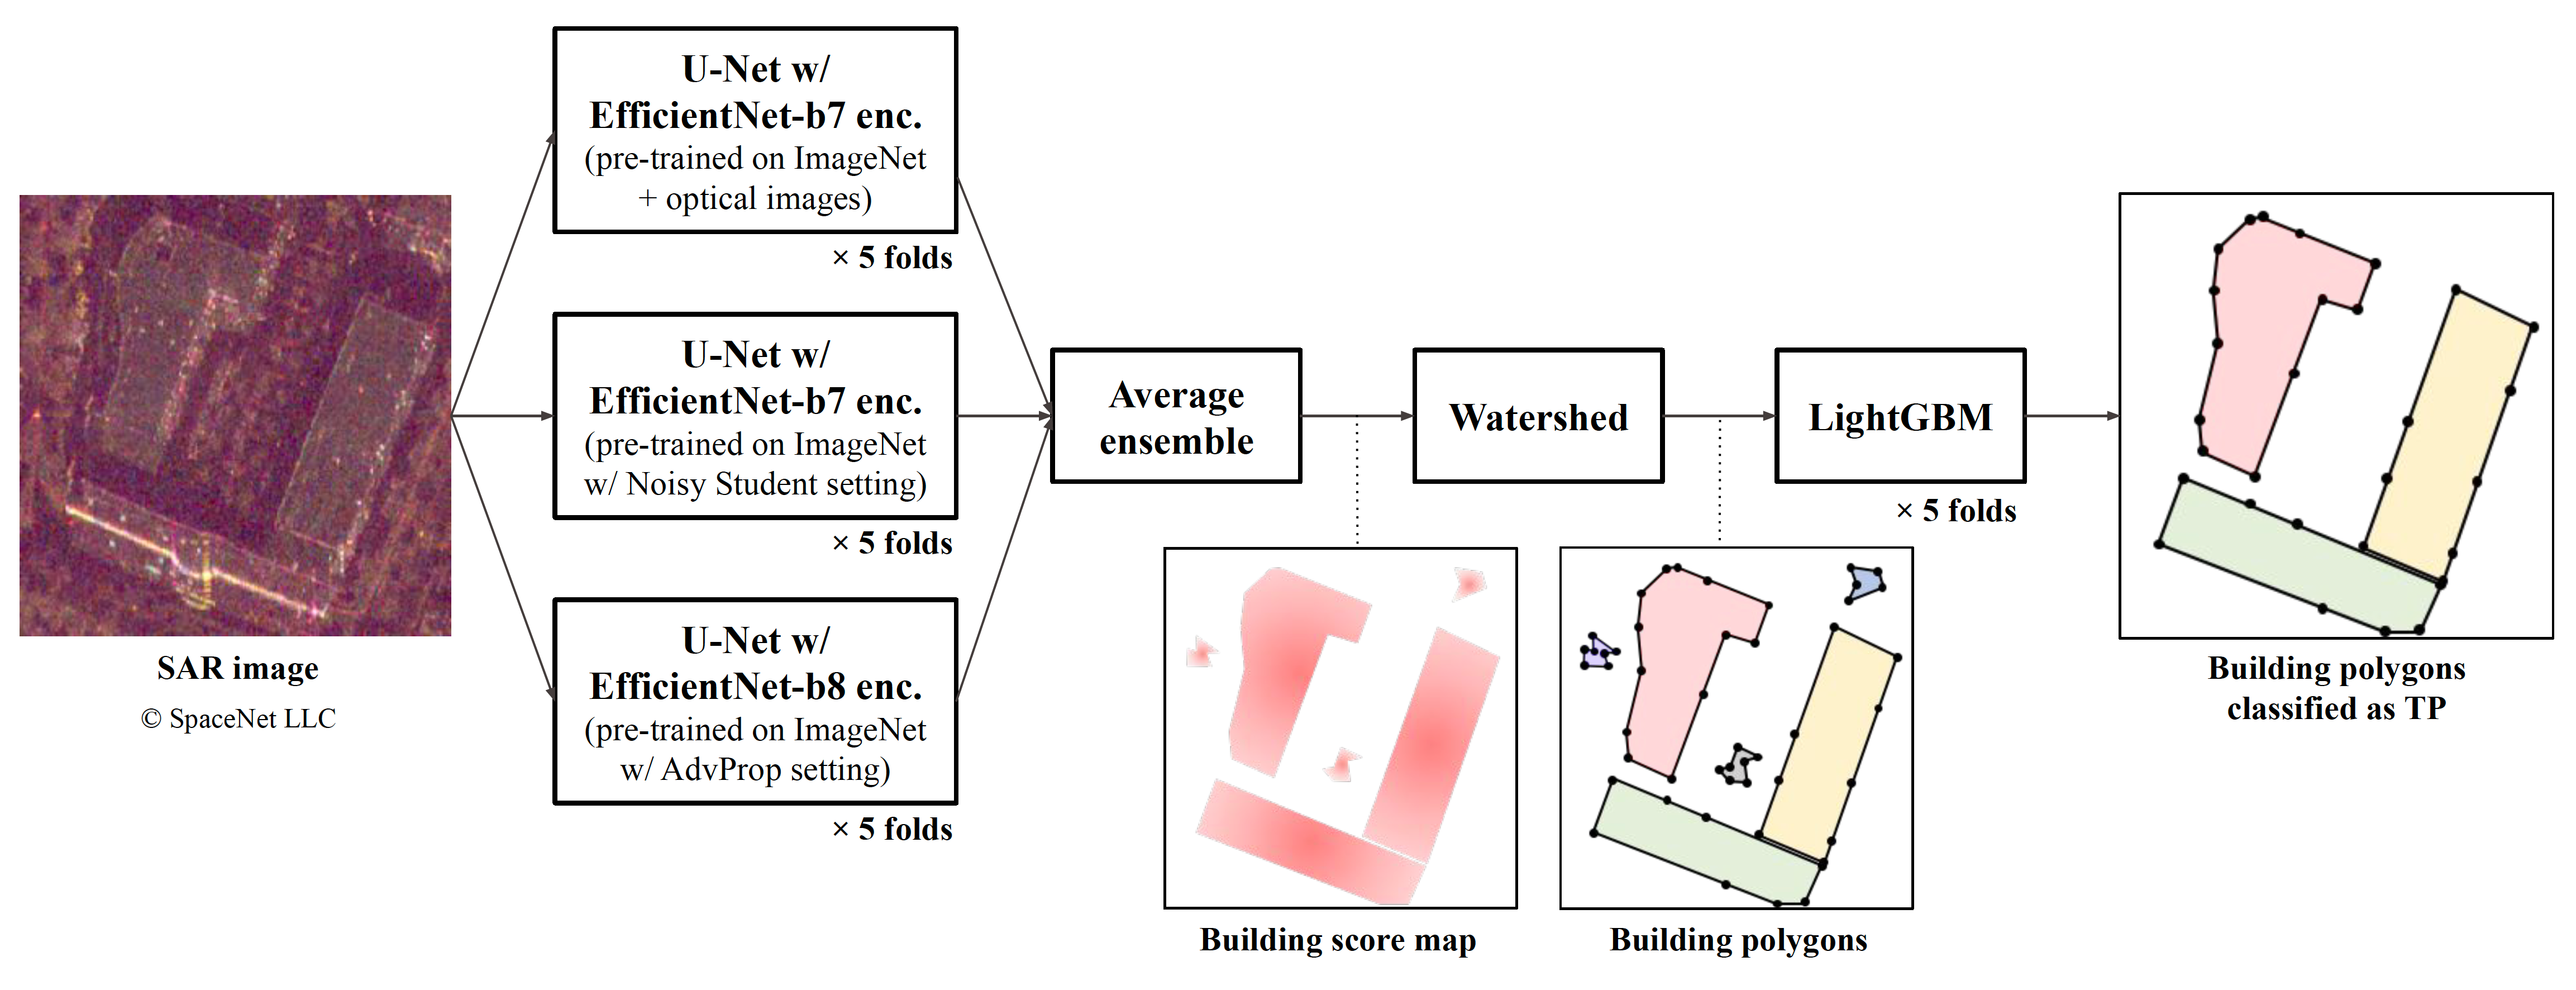 SAR image
© SpaceNet LLC
U-Net w/
EfficientNet-b7 enc.
(pre-trained on ImageNet
+ optical images)
× 5 folds
U-Net w/
EfficientNet-b7 enc.
(pre-trained on ImageNet
w/ Noisy Student setting)
× 5 folds
U-Net w/
EfficientNet-b8 enc.
(pre-trained on ImageNet
w/ AdvProp setting)
× 5 folds
Average
ensemble
Building score map
Watershed
Building polygons
LightGBM
× 5 folds
Building polygons
classified as TP